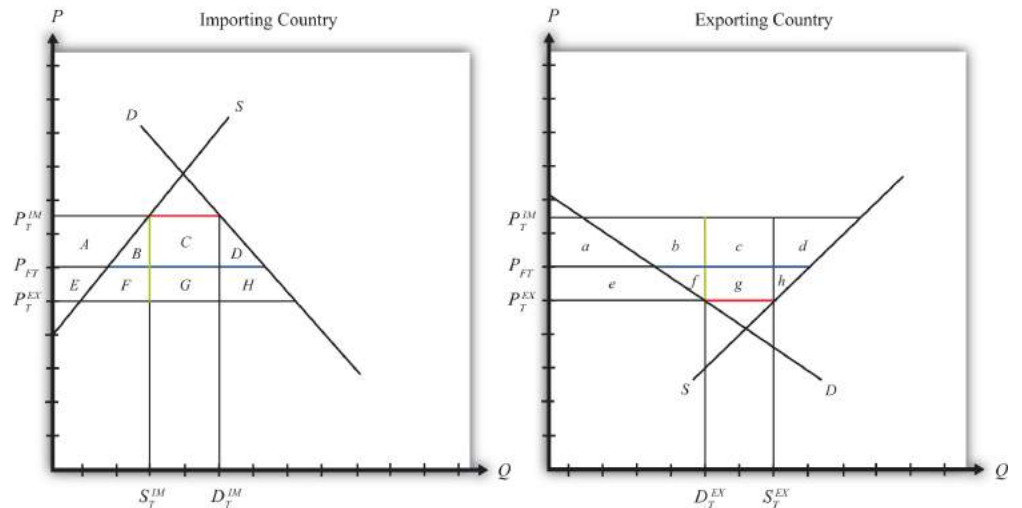 P
Importing Country
D
S
P_T^IM
A
B
C
D
P_FT
E
F
G
H
P_T^EX
Q
S_T^IM
D_T^IM
P
Exporting Country
P_T^IM
a
b
c
d
P_FT
e
f
g
h
P_T^EX
S
D
Q
D_T^EX
S_T^EX